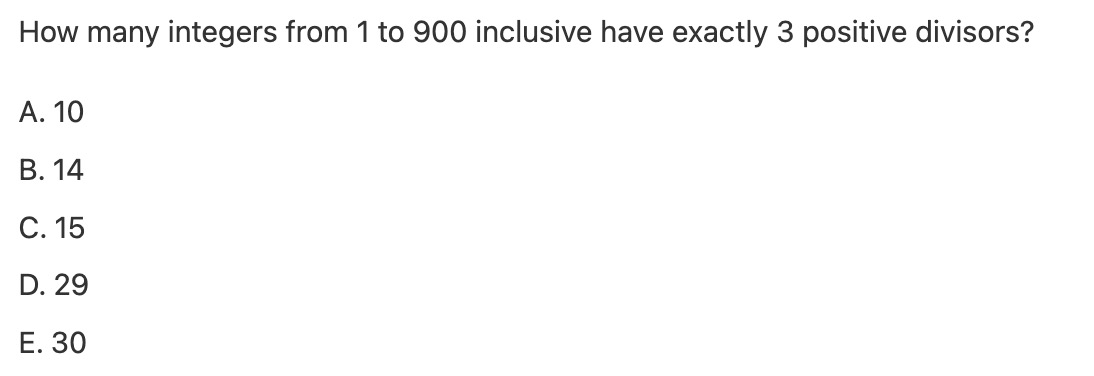 How many integers from 1 to 900 inclusive have exactly 3 positive divisors?
A. 10
B. 14
C. 15
D. 29
E. 30